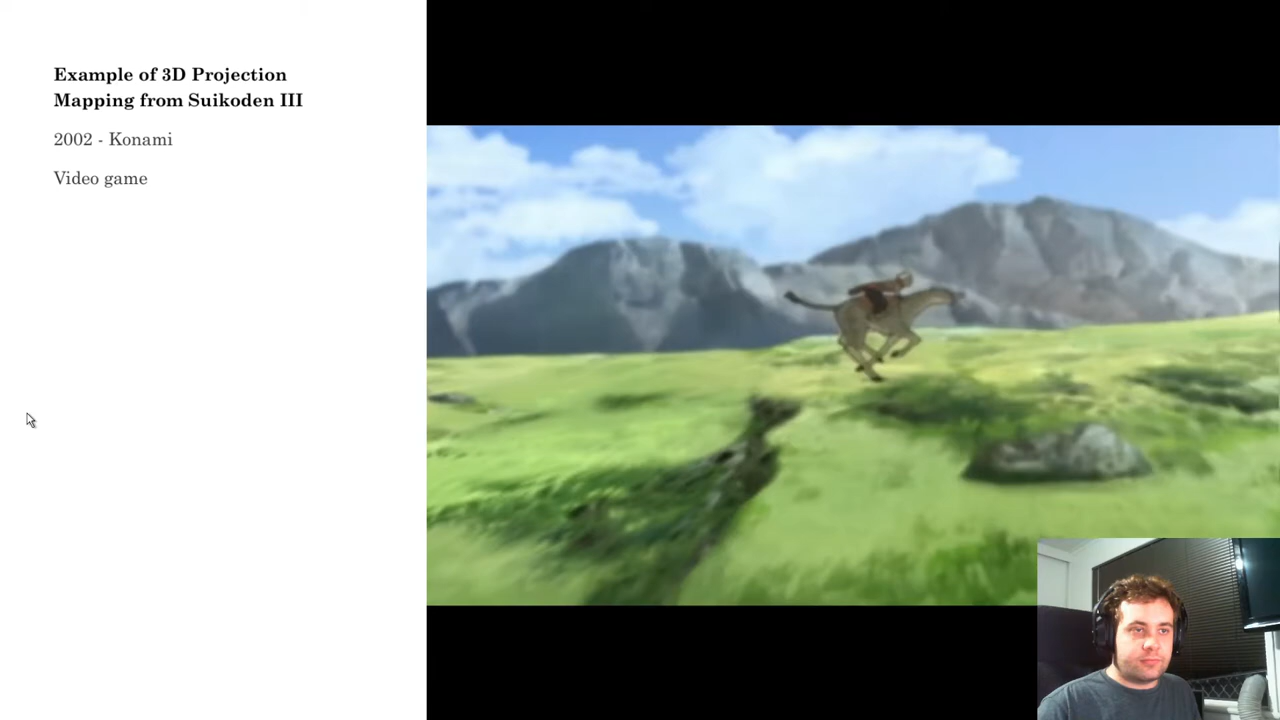 Example of 3D Projection
Mapping from Suikoden III
2002 - Konami
Video game